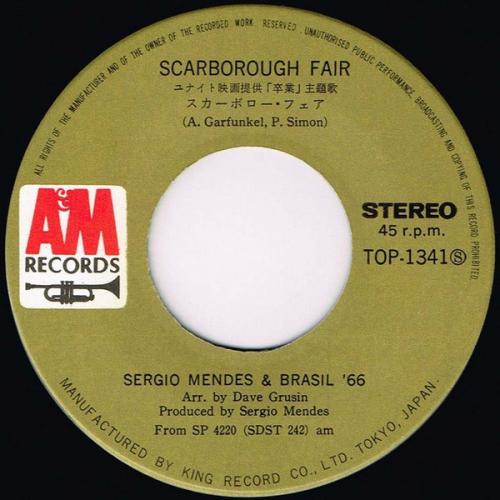 ALL RIGHTS OF THE MANUFACTURER AND OF THE OWNER OF THE RECORDED WORK RESERVED UNAUTHORISED PUBLIC PERFORMANCE, BROADCASTING AND COPYING OF THIS RECORD PROHIBITED
SCARBOROUGH FAIR
ユナイト映画提供「卒業」主題歌
スカーボロー・フェア
(A. Garfunkel, P. Simon)
A&M
RECORDS
STEREO
45 r.p.m.
TOP-1341Ⓢ
SERGIO MENDES & BRASIL '66
Arr. by Dave Grusin
Produced by Sergio Mendes
From SP 4220 (SDST 242) am
MANUFACTURED BY KING RECORD CO., LTD. TOKYO, JAPAN.